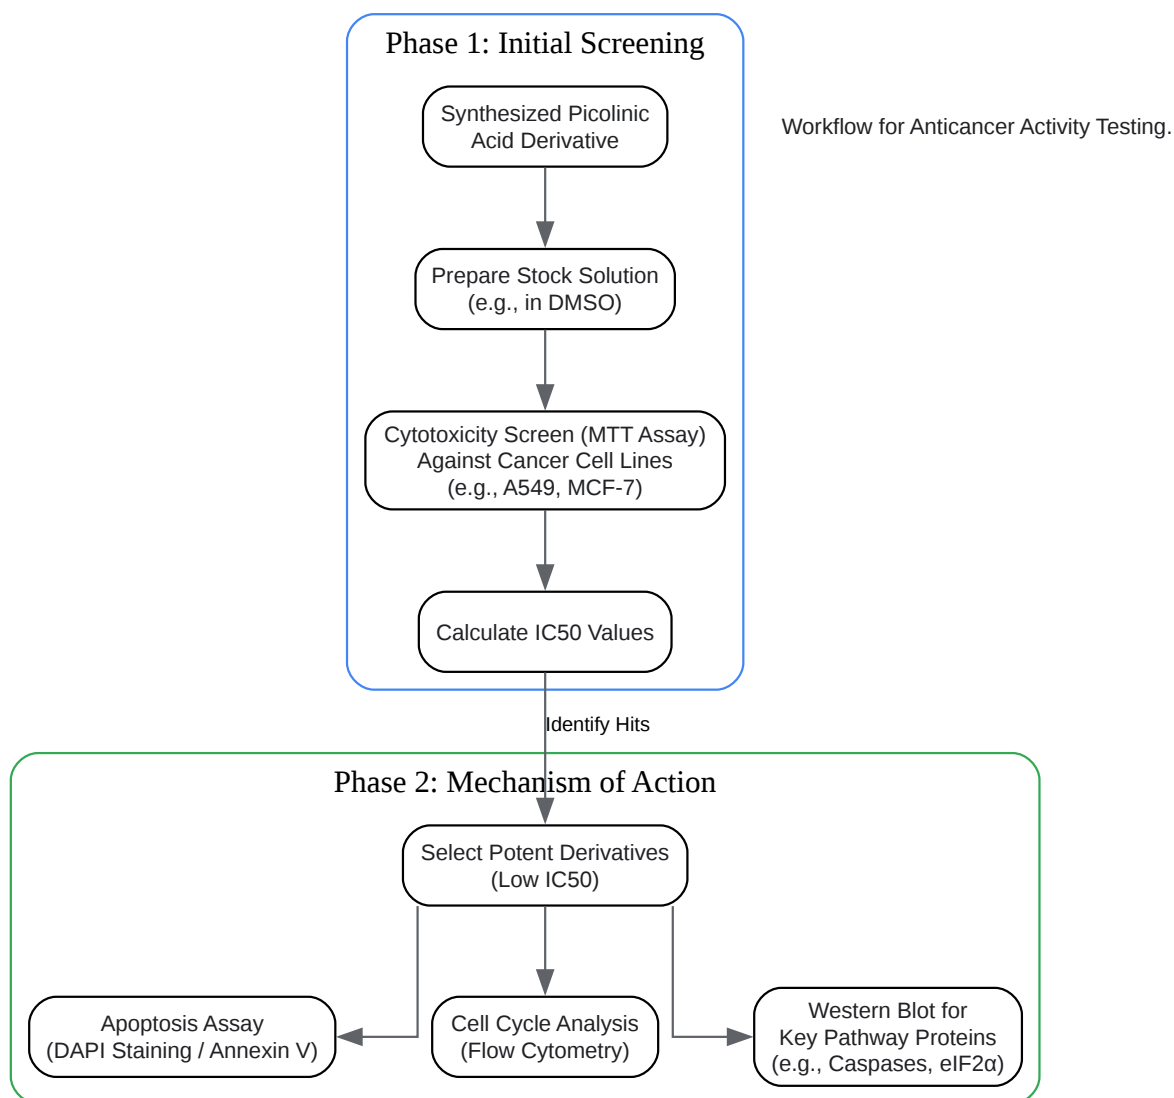 Phase 1: Initial Screening
Synthesized Picolinic
Acid Derivative
Workflow for Anticancer Activity Testing.
Prepare Stock Solution
(e.g., in DMSO)
Cytotoxicity Screen (MTT Assay)
Against Cancer Cell Lines
(e.g., A549, MCF-7)
Calculate IC50 Values
Identify Hits
Phase 2: Mechanism of Action
Select Potent Derivatives
(Low IC50)
Apoptosis Assay
(DAPI Staining / Annexin V)
Cell Cycle Analysis
(Flow Cytometry)
Western Blot for
Key Pathway Proteins
(e.g., Caspases, eIF2α)